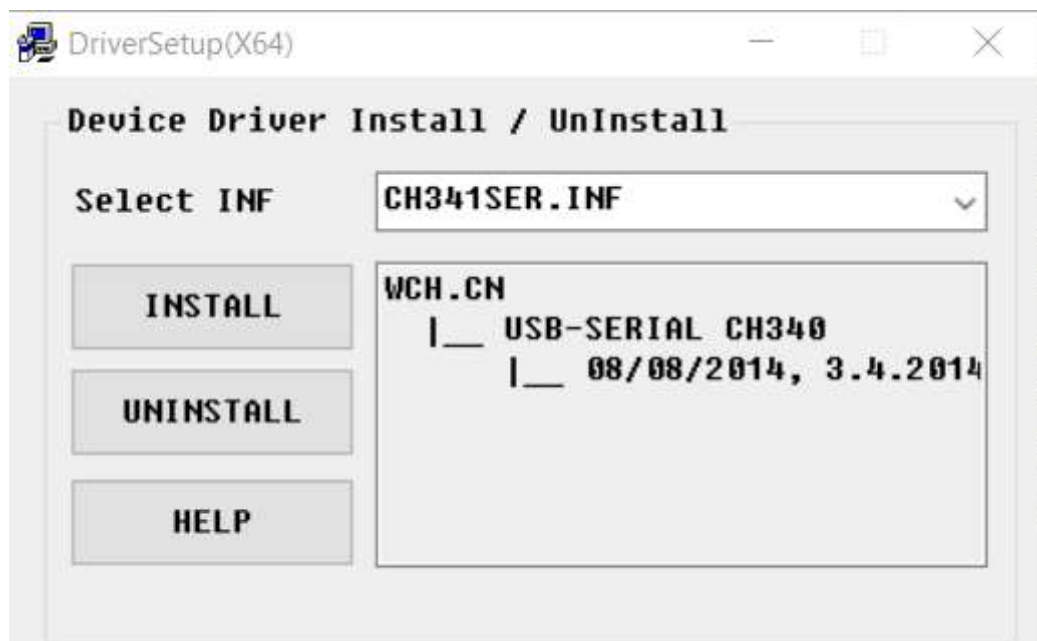 DriverSetup(X64)
Device Driver Install / UnInstall
Select INF
CH341SER.INF
INSTALL
UNINSTALL
HELP
WCH.CN
|__ USB-SERIAL CH340
|__ 08/08/2014, 3.4.2014